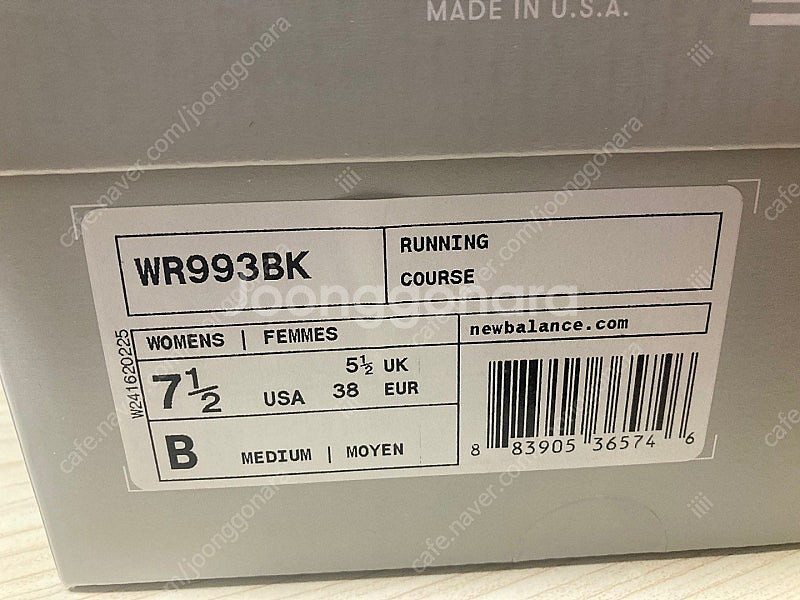 MADE IN U.S.A.
WR993BK
RUNNING
COURSE
WOMENS | FEMMES
newbalance.com
7½ USA
5½ UK
38 EUR
B MEDIUM | MOYEN
W241620225
8 83905 36574 6
Joonggonara
cafe.naver.com/joonggonara